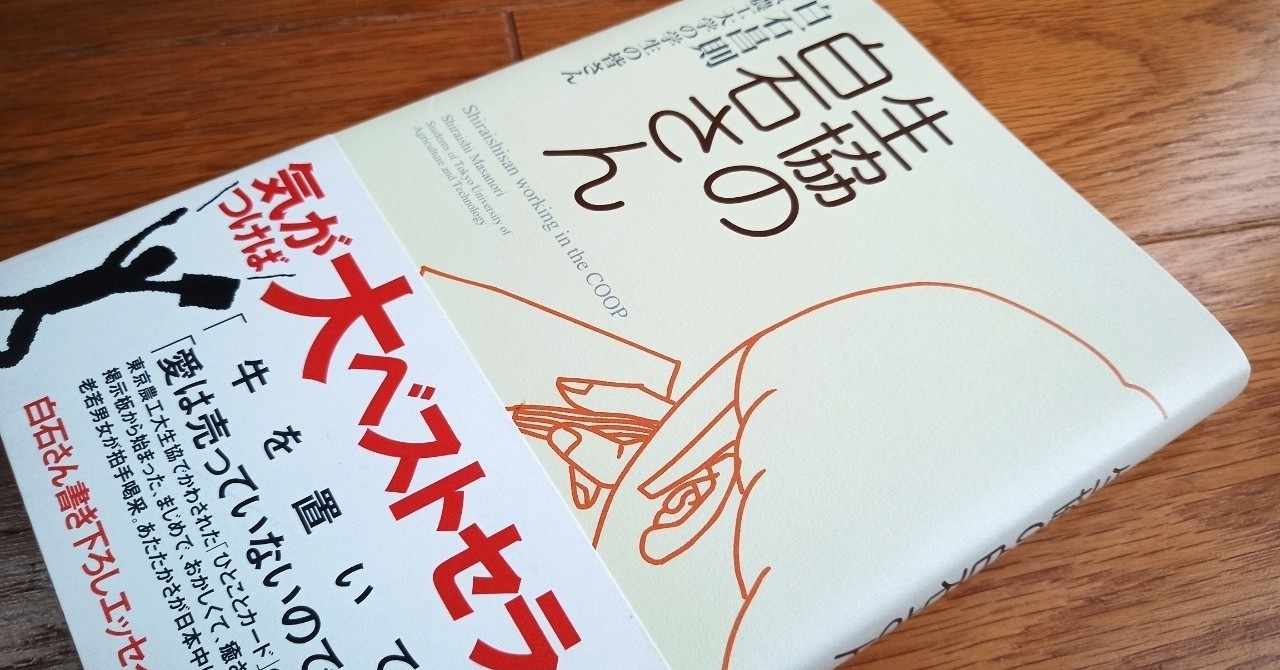 生協の
白石さん
白石昌則
東京農工大学の学生の皆さん
Shiraishisan working in the COOP
Shiraishi Masanori
Students of Tokyo University of
Agriculture and Technology
気が
つけば
大ベストセラ
「牛を置いて
「愛は売っていないので
東京農工大生協でかわされた「ひとことカード」
掲示板から始まった、まじめで、おかしくて、癒さ
老若男女が拍手喝采。あたたかさが日本中
白石さん書き下ろしエッセイ